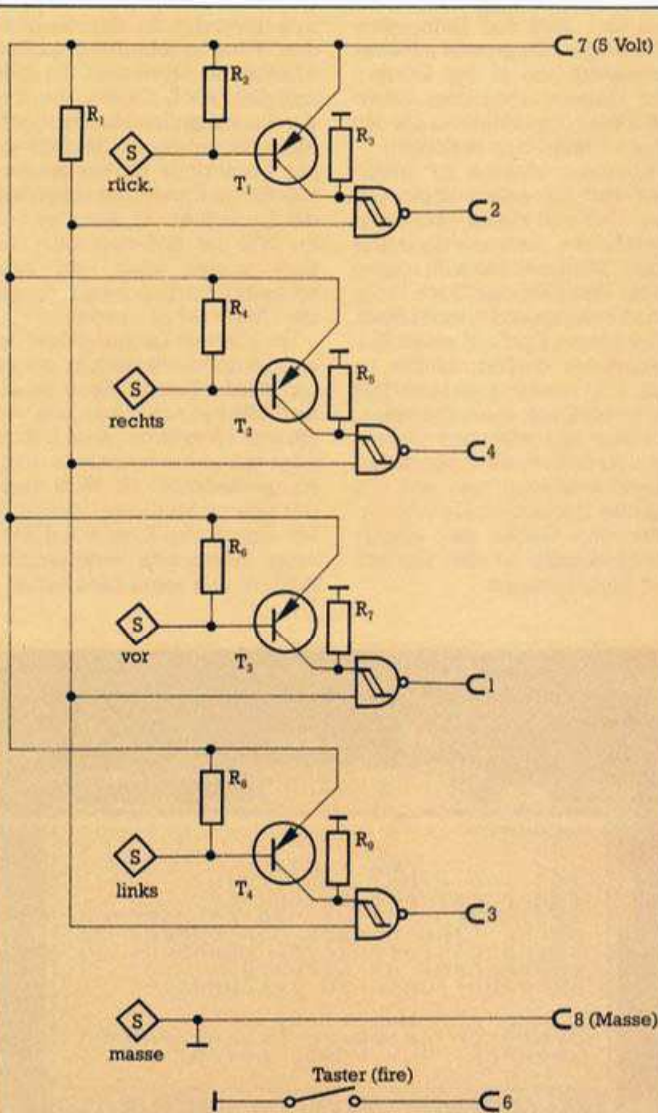 7 (5 Volt)
R₂
R₁
S
R₃
rück.
T₁
2
R₄
S
R₅
rechts
T₂
4
R₆
S
R₇
vor
T₃
1
R₈
S
R₉
links
T₄
3
S
8 (Masse)
masse
Taster (fire)
6